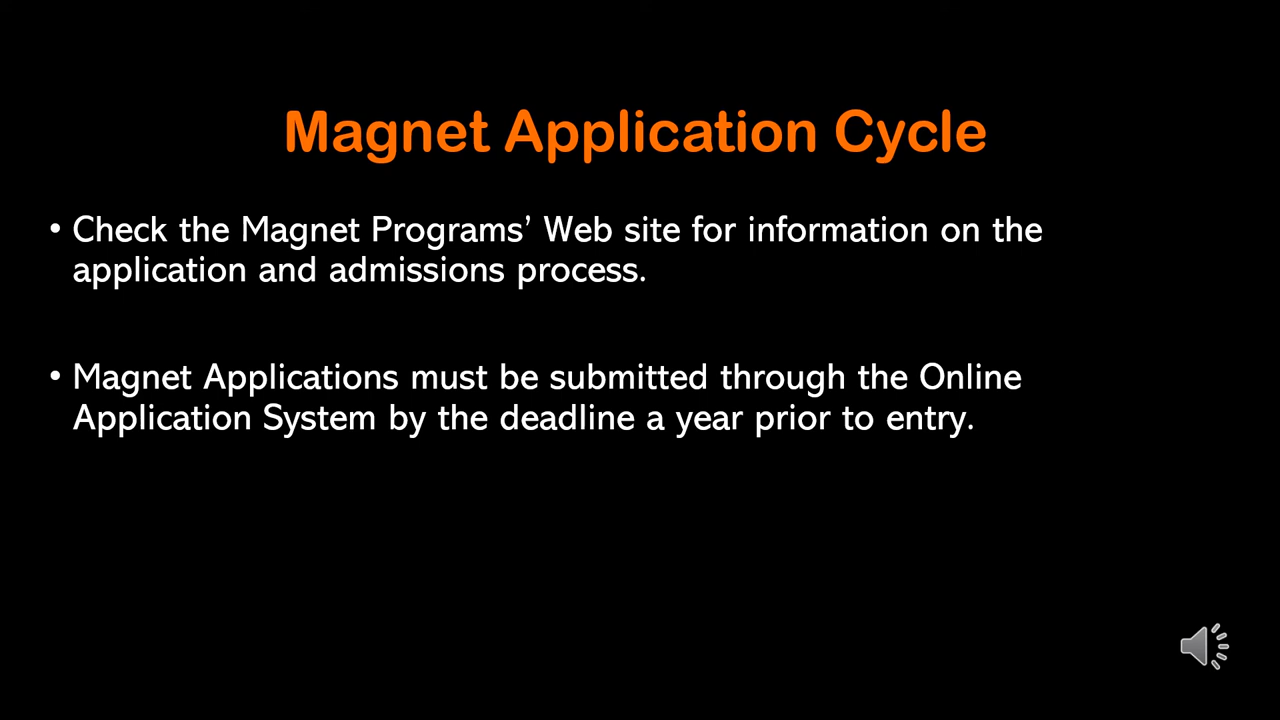 Magnet Application Cycle
• Check the Magnet Programs’ Web site for information on the
application and admissions process.
• Magnet Applications must be submitted through the Online
Application System by the deadline a year prior to entry.